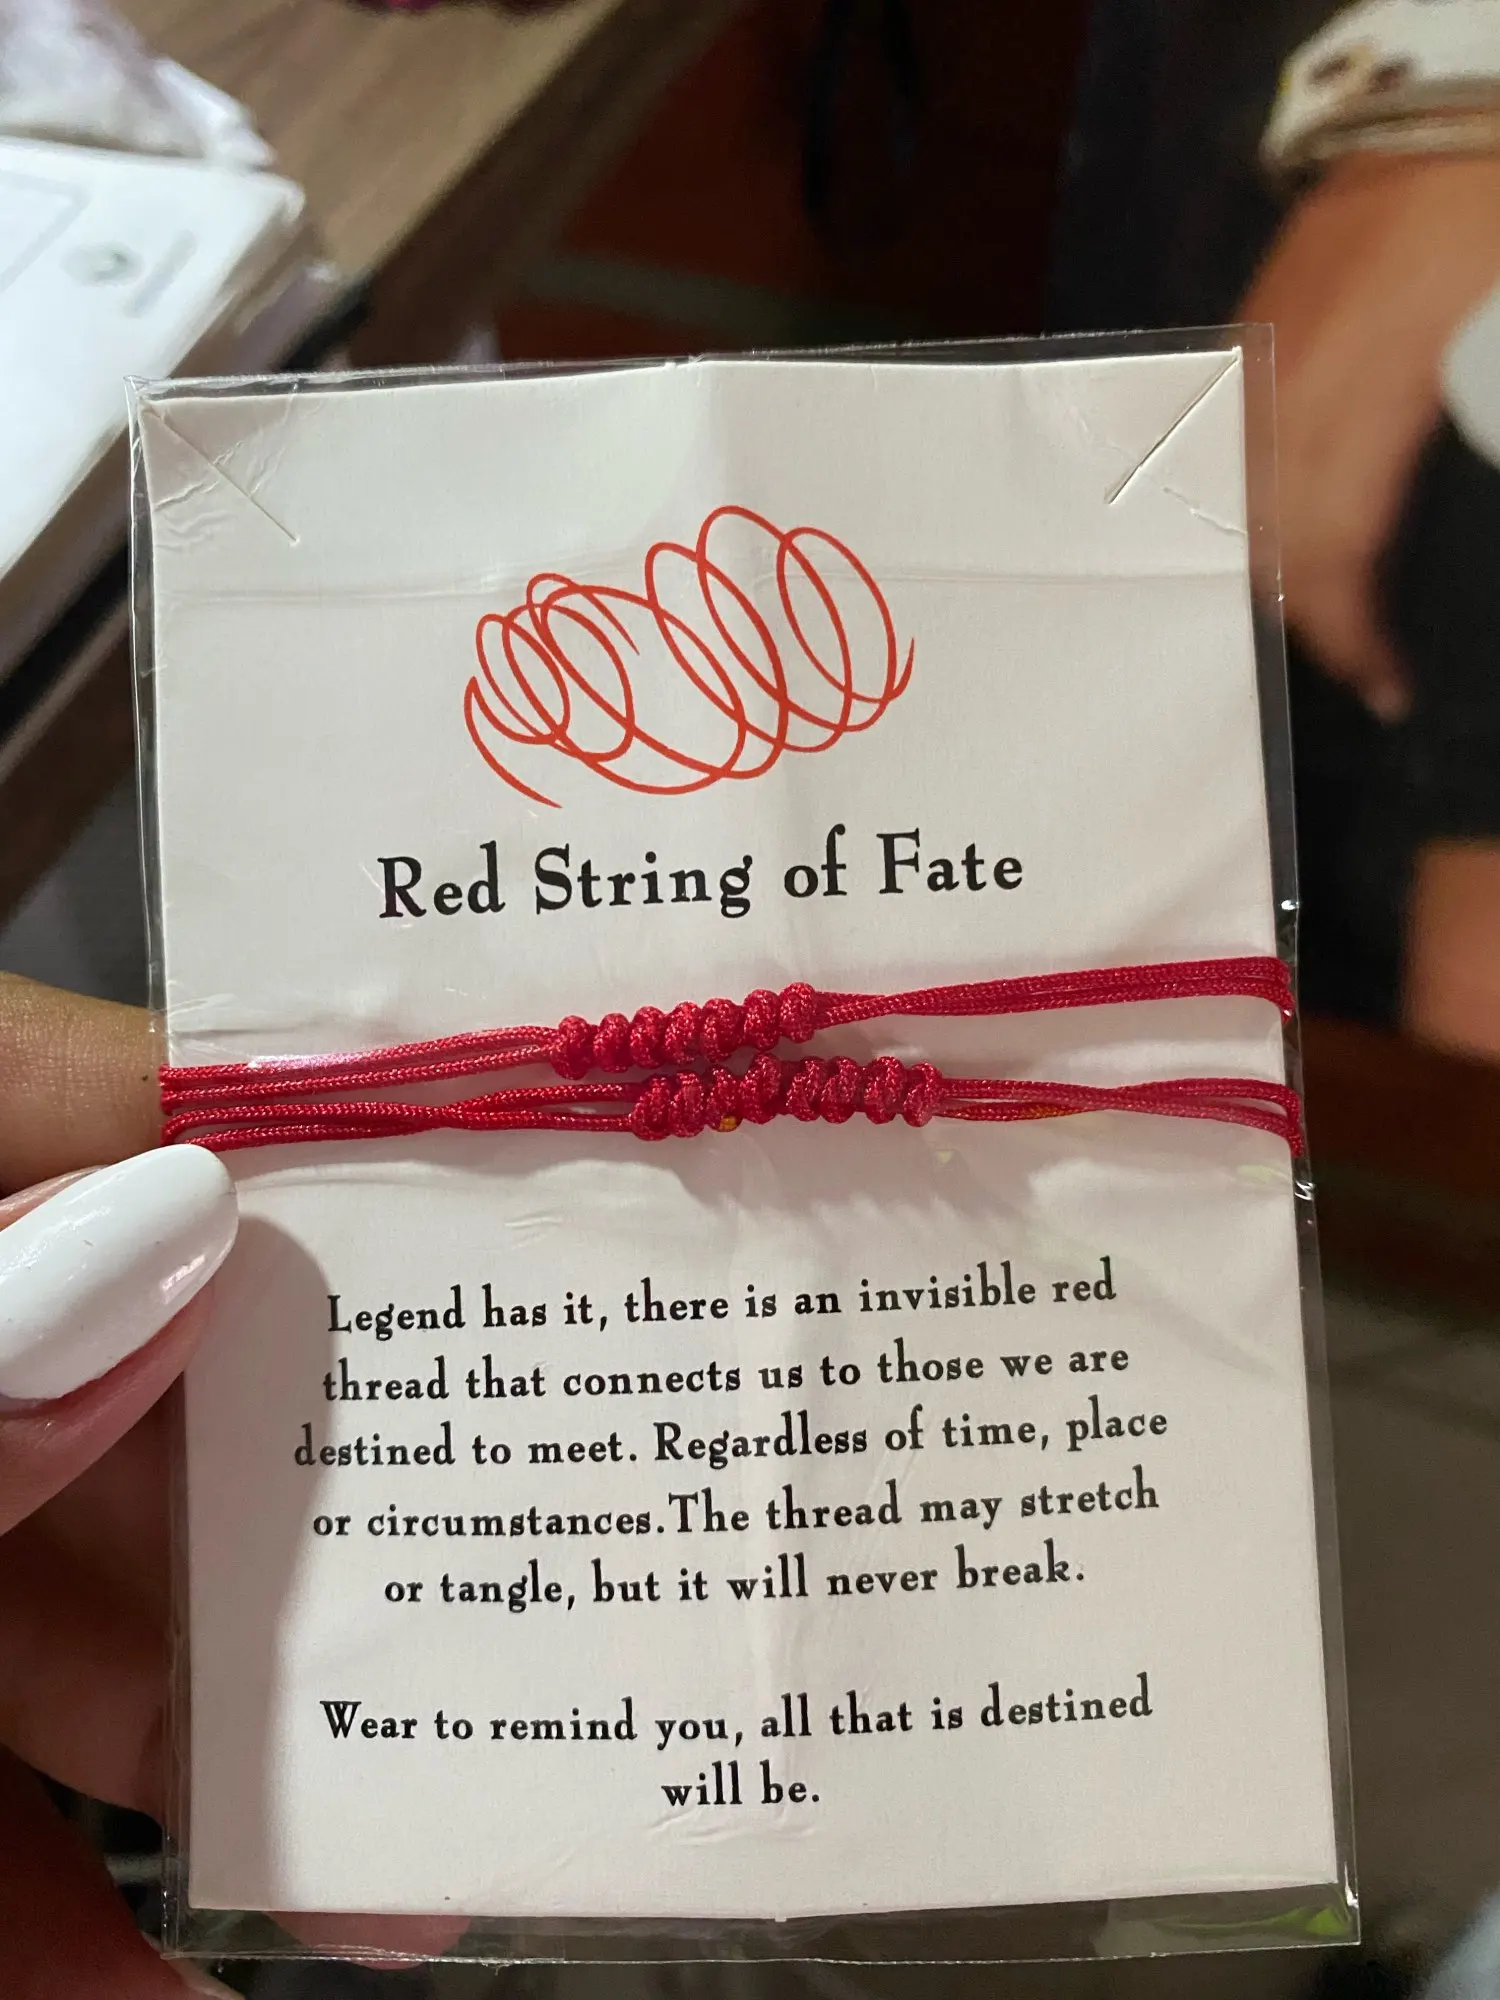 Red String of Fate
Legend has it, there is an invisible red
thread that connects us to those we are
destined to meet. Regardless of time, place
or circumstances.The thread may stretch
or tangle, but it will never break.
Wear to remind you, all that is destined
will be.